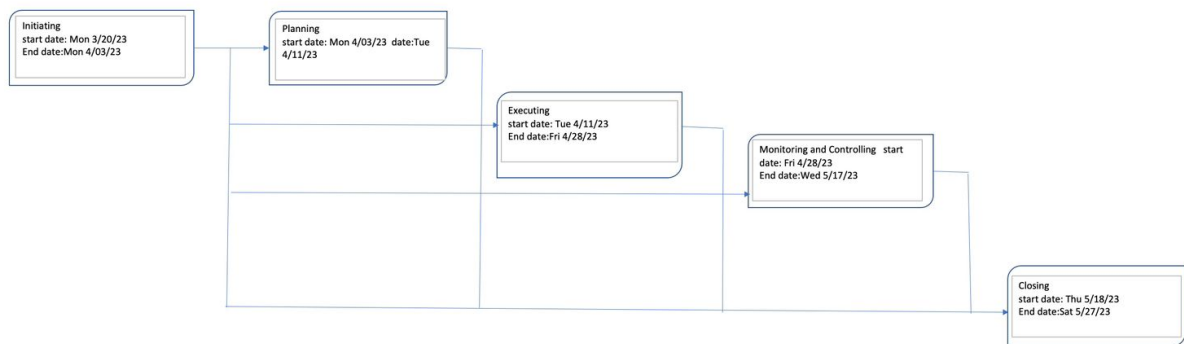 Initiating
start date: Mon 3/20/23
End date:Mon 4/03/23
Planning
start date: Mon 4/03/23 date:Tue
4/11/23
Executing
start date: Tue 4/11/23
End date:Fri 4/28/23
Monitoring and Controlling start
date: Fri 4/28/23
End date:Wed 5/17/23
Closing
start date: Thu 5/18/23
End date:Sat 5/27/23